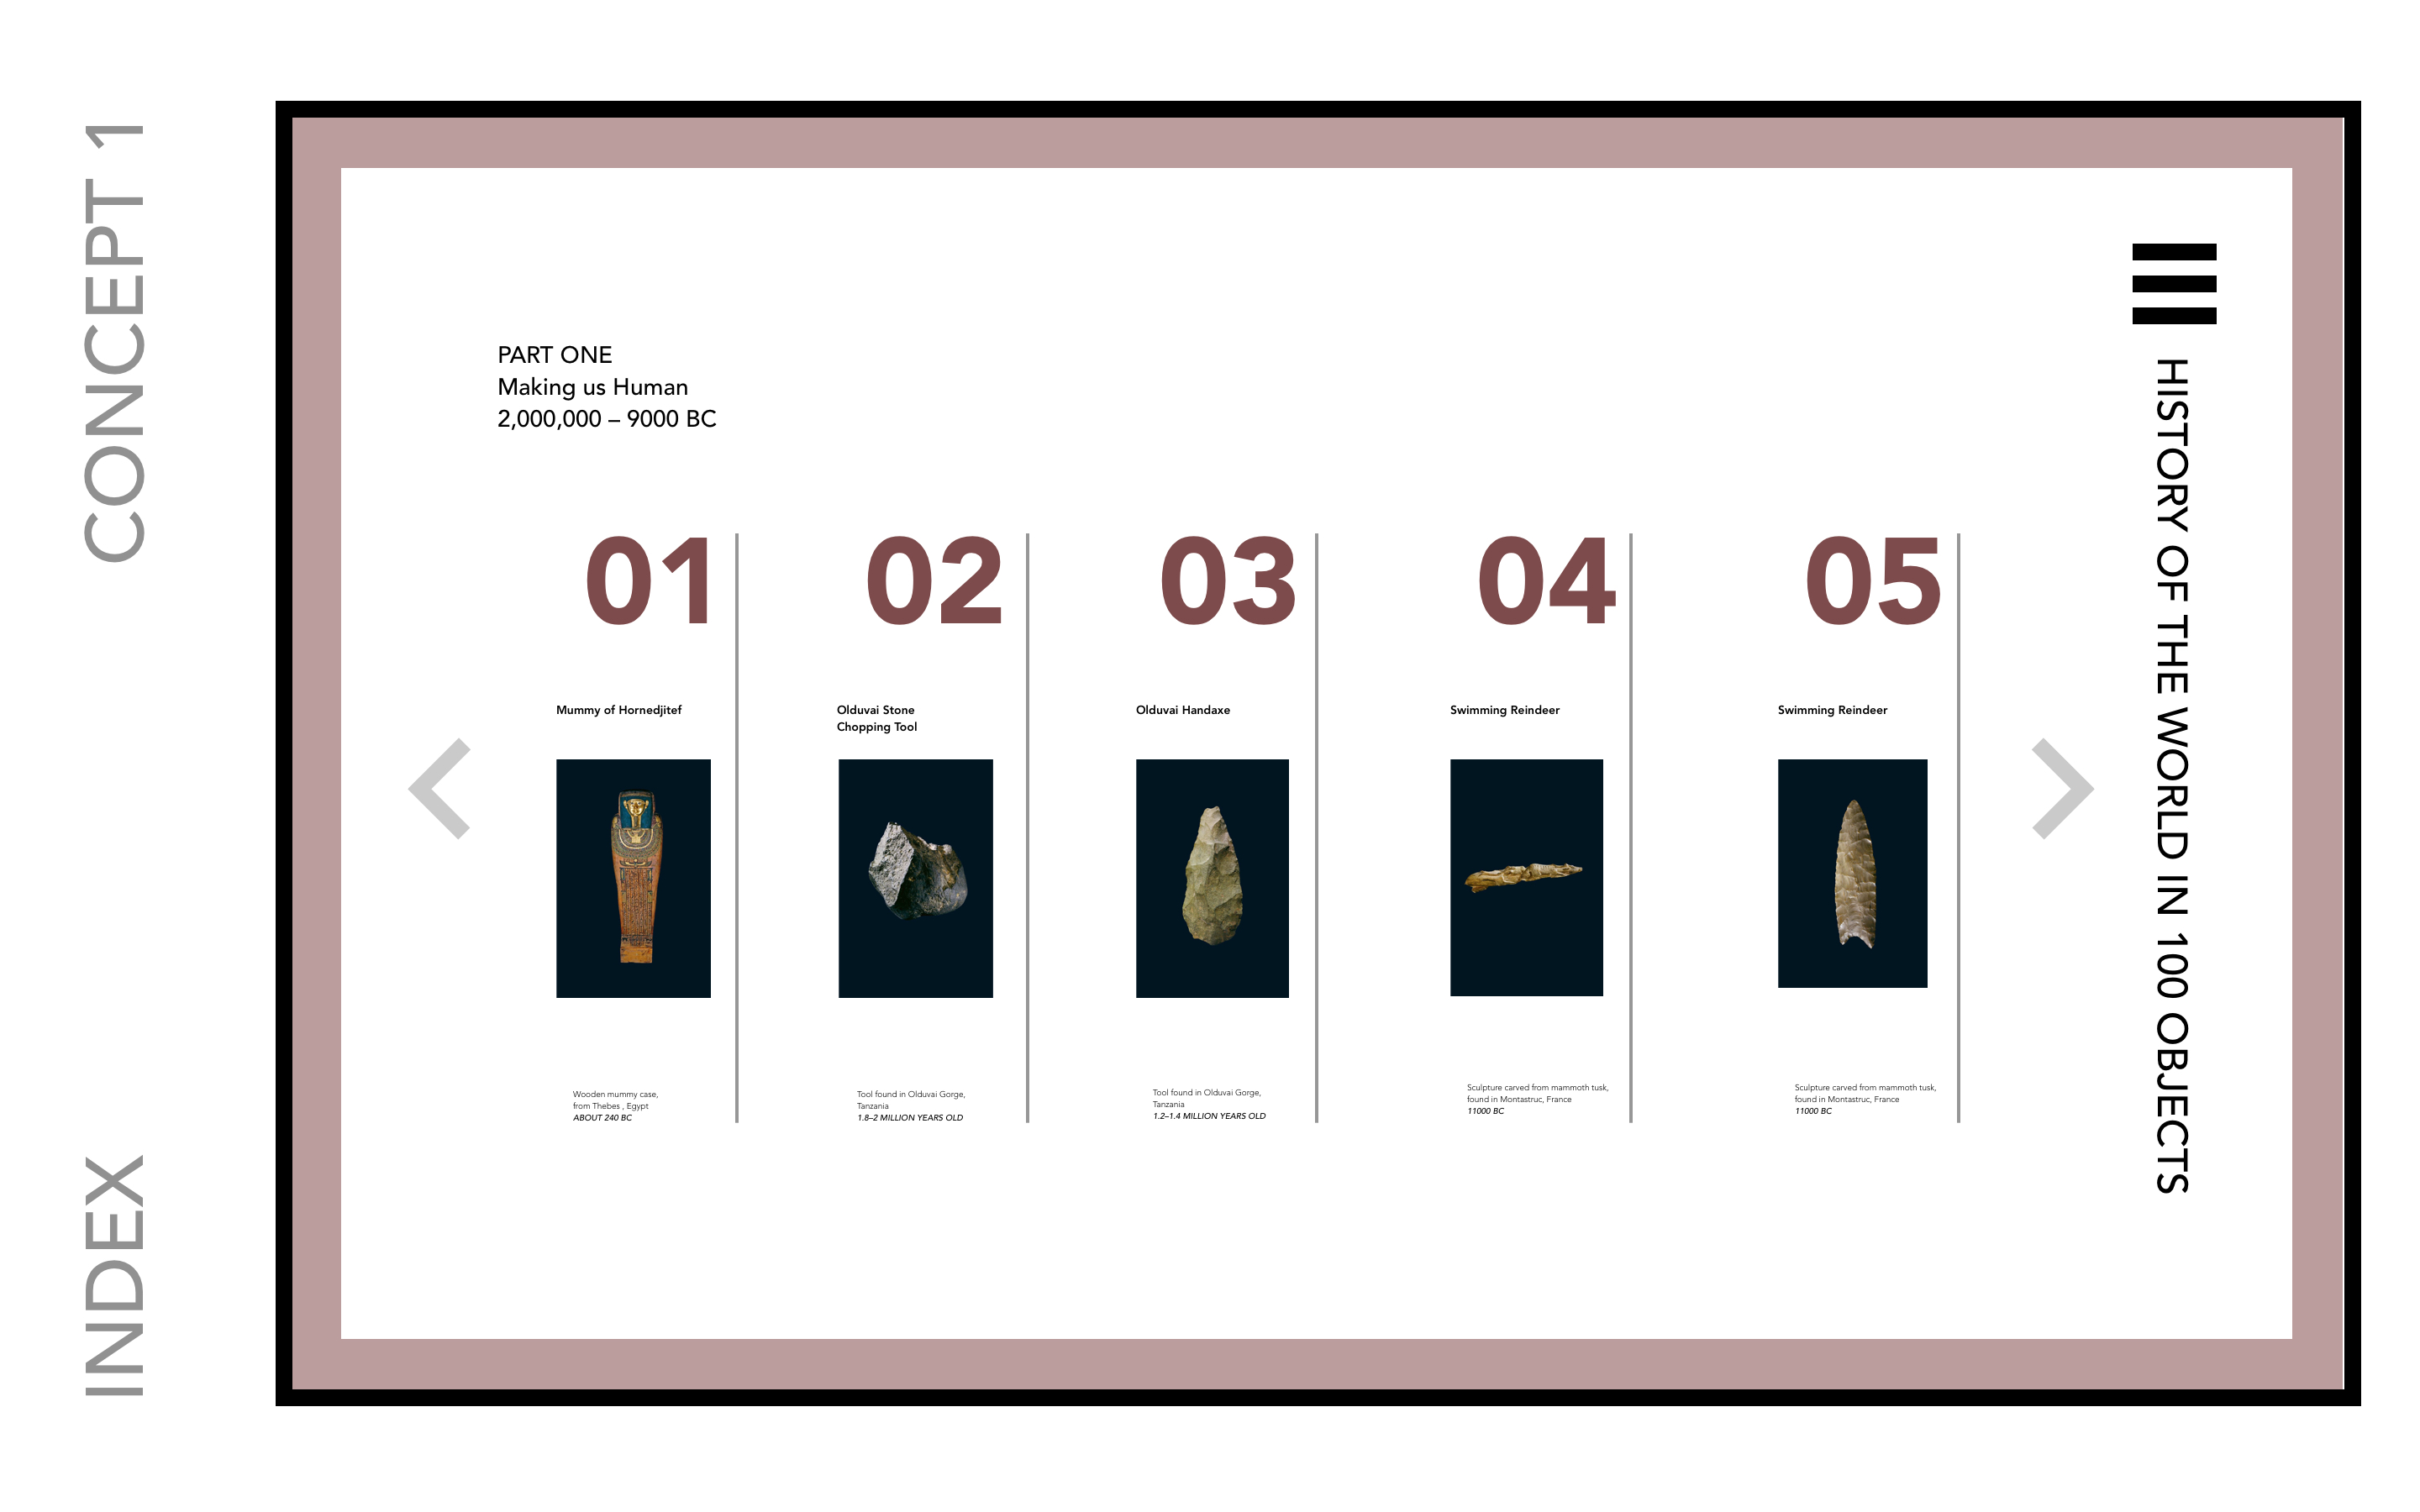 CONCEPT 1
INDEX
PART ONE
Making us Human
2,000,000 – 9000 BC
01
Mummy of Hornedjitef
Wooden mummy case,
from Thebes , Egypt
ABOUT 240 BC
02
Olduvai Stone
Chopping Tool
Tool found in Olduvai Gorge,
Tanzania
1.8–2 MILLION YEARS OLD
03
Olduvai Handaxe
Tool found in Olduvai Gorge,
Tanzania
1.2–1.4 MILLION YEARS OLD
04
Swimming Reindeer
Sculpture carved from mammoth tusk,
found in Montastruc, France
11000 BC
05
Swimming Reindeer
Sculpture carved from mammoth tusk,
found in Montastruc, France
11000 BC
HISTORY OF THE WORLD IN 100 OBJECTS